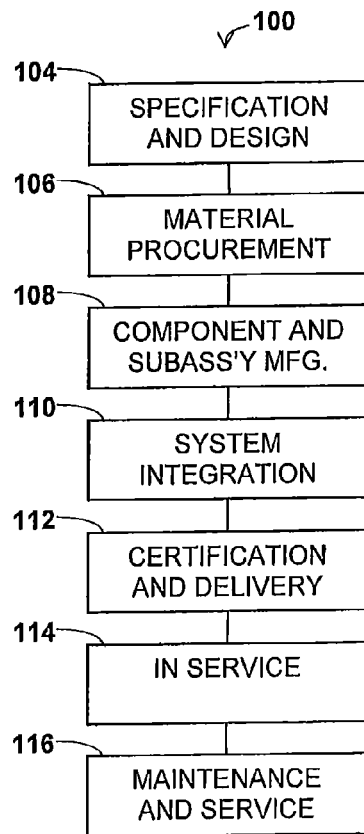 100
104
SPECIFICATION
AND DESIGN
106
MATERIAL
PROCUREMENT
108
COMPONENT AND
SUBASS'Y MFG.
110
SYSTEM
INTEGRATION
112
CERTIFICATION
AND DELIVERY
114
IN SERVICE
116
MAINTENANCE
AND SERVICE